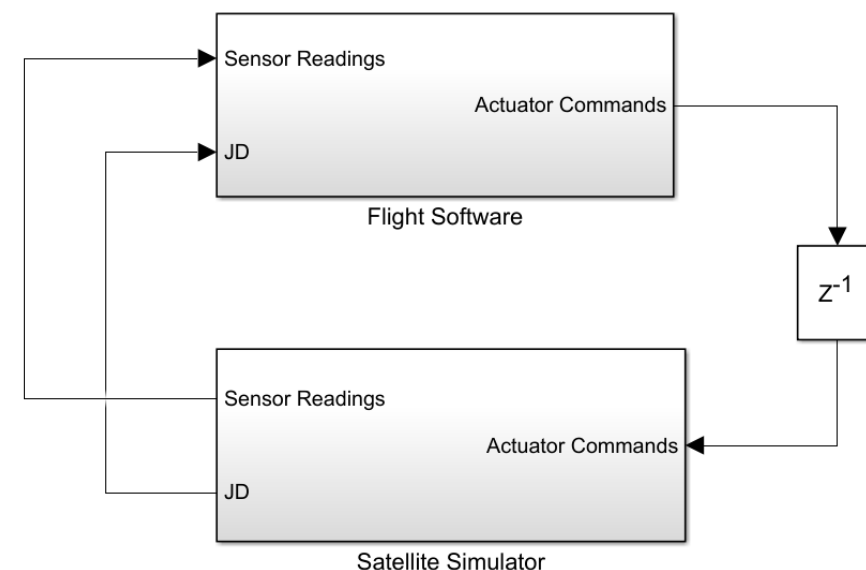 Sensor Readings
Actuator Commands
JD
Flight Software
z-1
Sensor Readings
Actuator Commands
JD
Satellite Simulator